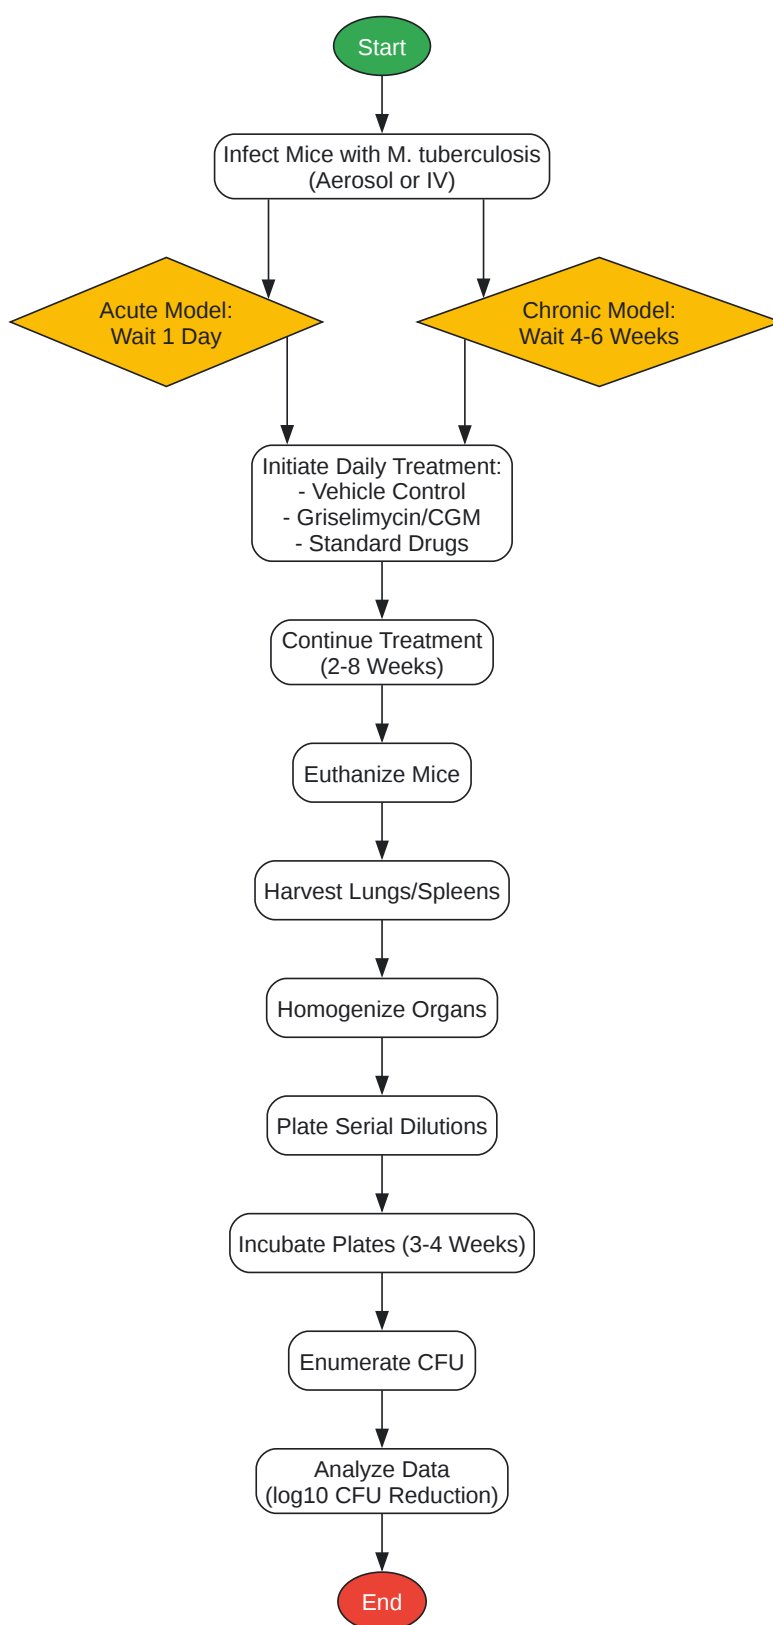 Start
Infect Mice with M. tuberculosis
(Aerosol or IV)
Acute Model:
Wait 1 Day
Chronic Model:
Wait 4-6 Weeks
Initiate Daily Treatment:
- Vehicle Control
- Griselimycin/CGM
- Standard Drugs
Continue Treatment
(2-8 Weeks)
Euthanize Mice
Harvest Lungs/Spleens
Homogenize Organs
Plate Serial Dilutions
Incubate Plates (3-4 Weeks)
Enumerate CFU
Analyze Data
(log10 CFU Reduction)
End